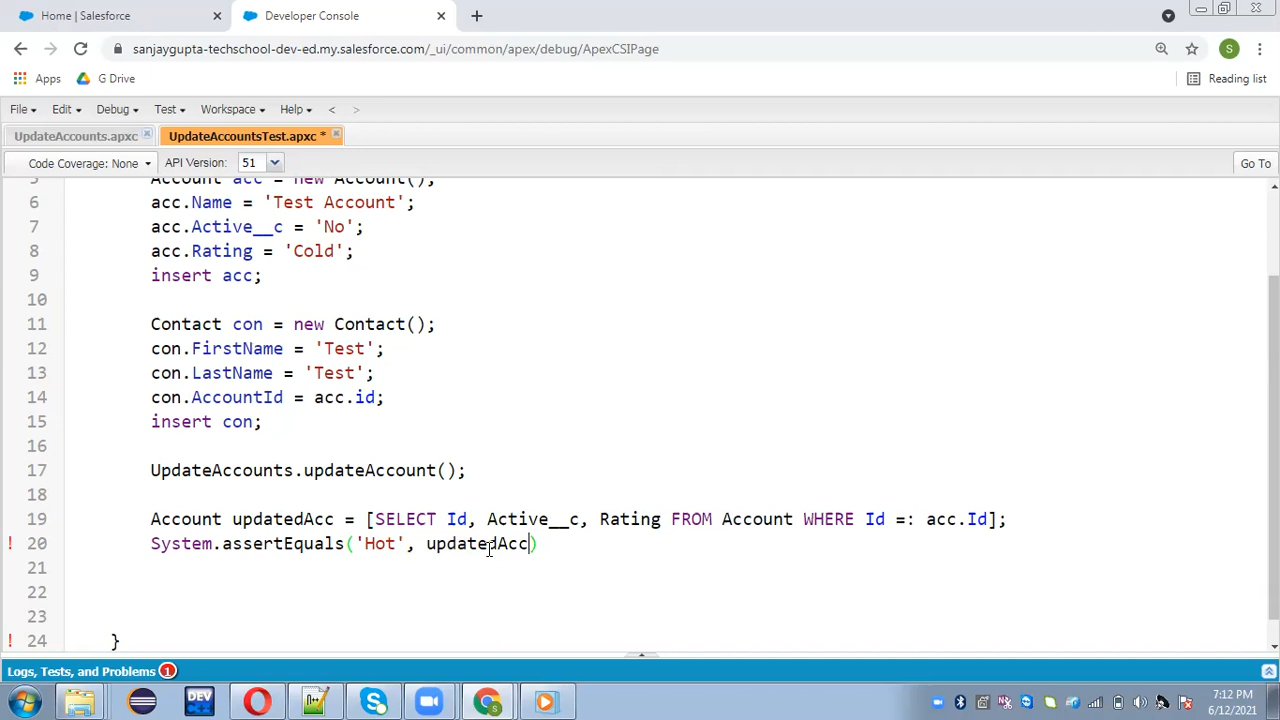 Home | Salesforce
Developer Console
sanjaygupta-techschool-dev-ed.my.salesforce.com/_ui/common/apex/debug/ApexCSIPage
S
Apps
G Drive
Reading list
File Edit Debug Test Workspace Help < >
UpdateAccounts.apxc
UpdateAccountsTest.apxc *
Code Coverage: None
API Version: 51
Go To
5 Account acc = new Account();
6 acc.Name = 'Test Account';
7 acc.Active__c = 'No';
8 acc.Rating = 'Cold';
9 insert acc;
10
11 Contact con = new Contact();
12 con.FirstName = 'Test';
13 con.LastName = 'Test';
14 con.AccountId = acc.id;
15 insert con;
16
17 UpdateAccounts.updateAccount();
18
19 Account updatedAcc = [SELECT Id, Active__c, Rating FROM Account WHERE Id =: acc.Id];
! 20 System.assertEquals('Hot', updatedAcc)
21
22
23
! 24 }
Logs, Tests, and Problems 1
DEV
S
7:12 PM
6/12/2021